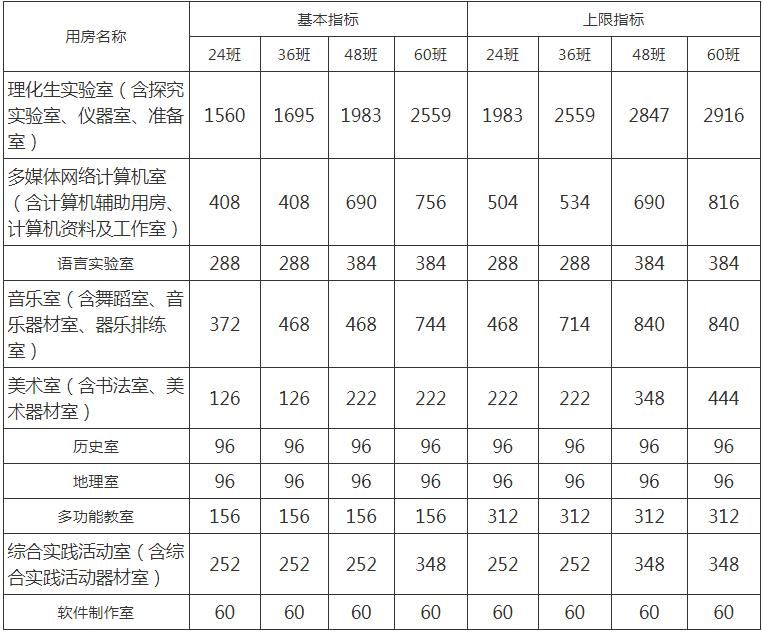 用房名称 基本指标 上限指标
24班 36班 48班 60班 24班 36班 48班 60班
理化生实验室（含探究
实验室、仪器室、准备
室） 1560 1695 1983 2559 1983 2559 2847 2916
多媒体网络计算机室
（含计算机辅助用房、
计算机资料及工作室） 408 408 690 756 504 534 690 816
语言实验室 288 288 384 384 288 288 384 384
音乐室（含舞蹈室、音
乐器材室、器乐排练
室） 372 468 468 744 468 714 840 840
美术室（含书法室、美
术器材室） 126 126 222 222 222 222 348 444
历史室 96 96 96 96 96 96 96 96
地理室 96 96 96 96 96 96 96 96
多功能教室 156 156 156 156 312 312 312 312
综合实践活动室（含综
合实践活动器材室） 252 252 252 348 252 252 348 348
软件制作室 60 60 60 60 60 60 60 60